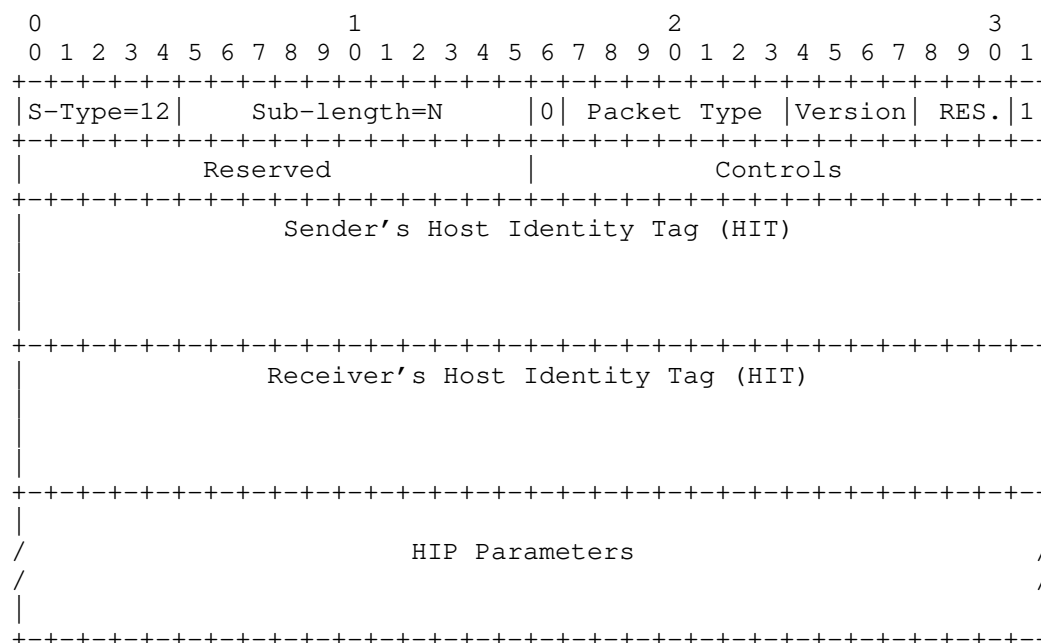 0                   1                   2                   3
 0 1 2 3 4 5 6 7 8 9 0 1 2 3 4 5 6 7 8 9 0 1 2 3 4 5 6 7 8 9 0 1
+-+-+-+-+-+-+-+-+-+-+-+-+-+-+-+-+-+-+-+-+-+-+-+-+-+-+-+-+-+-+-+-
|S-Type=12|    Sub-length=N     |0| Packet Type |Version| RES.|1
+-+-+-+-+-+-+-+-+-+-+-+-+-+-+-+-+-+-+-+-+-+-+-+-+-+-+-+-+-+-+-+-
|           Reserved            |           Controls
+-+-+-+-+-+-+-+-+-+-+-+-+-+-+-+-+-+-+-+-+-+-+-+-+-+-+-+-+-+-+-+-
|                Sender's Host Identity Tag (HIT)
|
|
|
+-+-+-+-+-+-+-+-+-+-+-+-+-+-+-+-+-+-+-+-+-+-+-+-+-+-+-+-+-+-+-+-
|               Receiver's Host Identity Tag (HIT)
|
|
|
+-+-+-+-+-+-+-+-+-+-+-+-+-+-+-+-+-+-+-+-+-+-+-+-+-+-+-+-+-+-+-+-
|
/                        HIP Parameters                         /
/                                                               /
|
+-+-+-+-+-+-+-+-+-+-+-+-+-+-+-+-+-+-+-+-+-+-+-+-+-+-+-+-+-+-+-+-